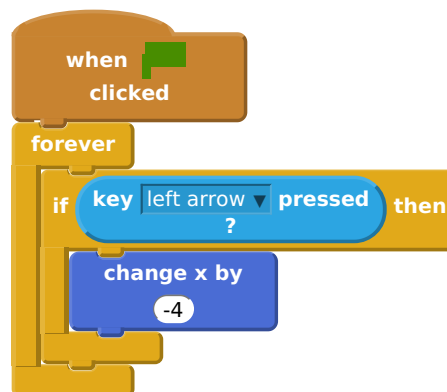 when
clicked
forever
if key left arrow pressed then
?
change x by
-4